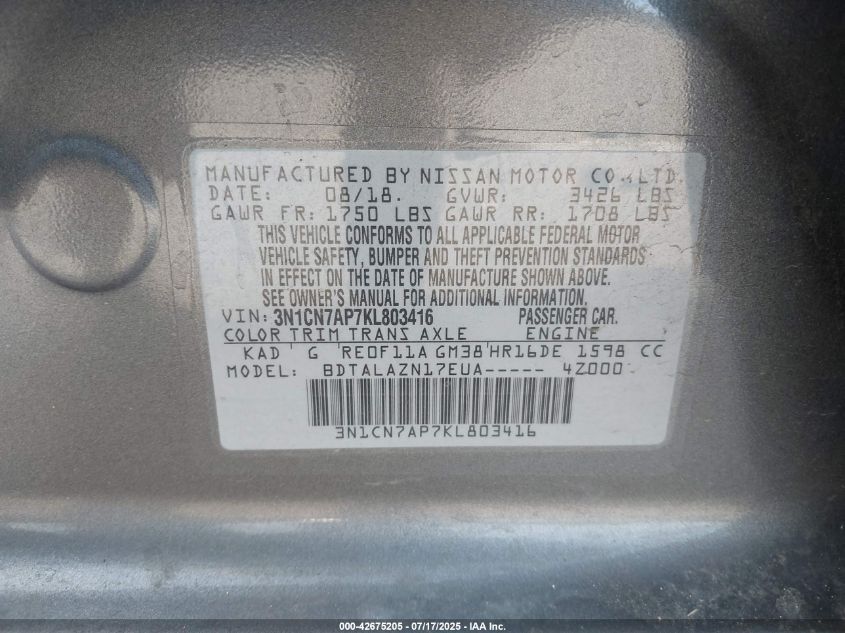 MANUFACTURED BY NISSAN MOTOR CO.,LTD.
DATE: 08/18. GVWR: 3426 LBS
GAWR FR: 1750 LBS GAWR RR: 1708 LBS
THIS VEHICLE CONFORMS TO ALL APPLICABLE FEDERAL MOTOR
VEHICLE SAFETY, BUMPER AND THEFT PREVENTION STANDARDS
IN EFFECT ON THE DATE OF MANUFACTURE SHOWN ABOVE.
SEE OWNER'S MANUAL FOR ADDITIONAL INFORMATION.
VIN: 3N1CN7AP7KL803416 PASSENGER CAR.
COLOR TRIM TRANS AXLE ENGINE
KAD G RE0F11A GM38 HR16DE 1598 CC
MODEL: BDTALAZN17EUA----- 4Z000
3N1CN7AP7KL803416
000-42675205 - 07/17/2025 - IAA Inc.